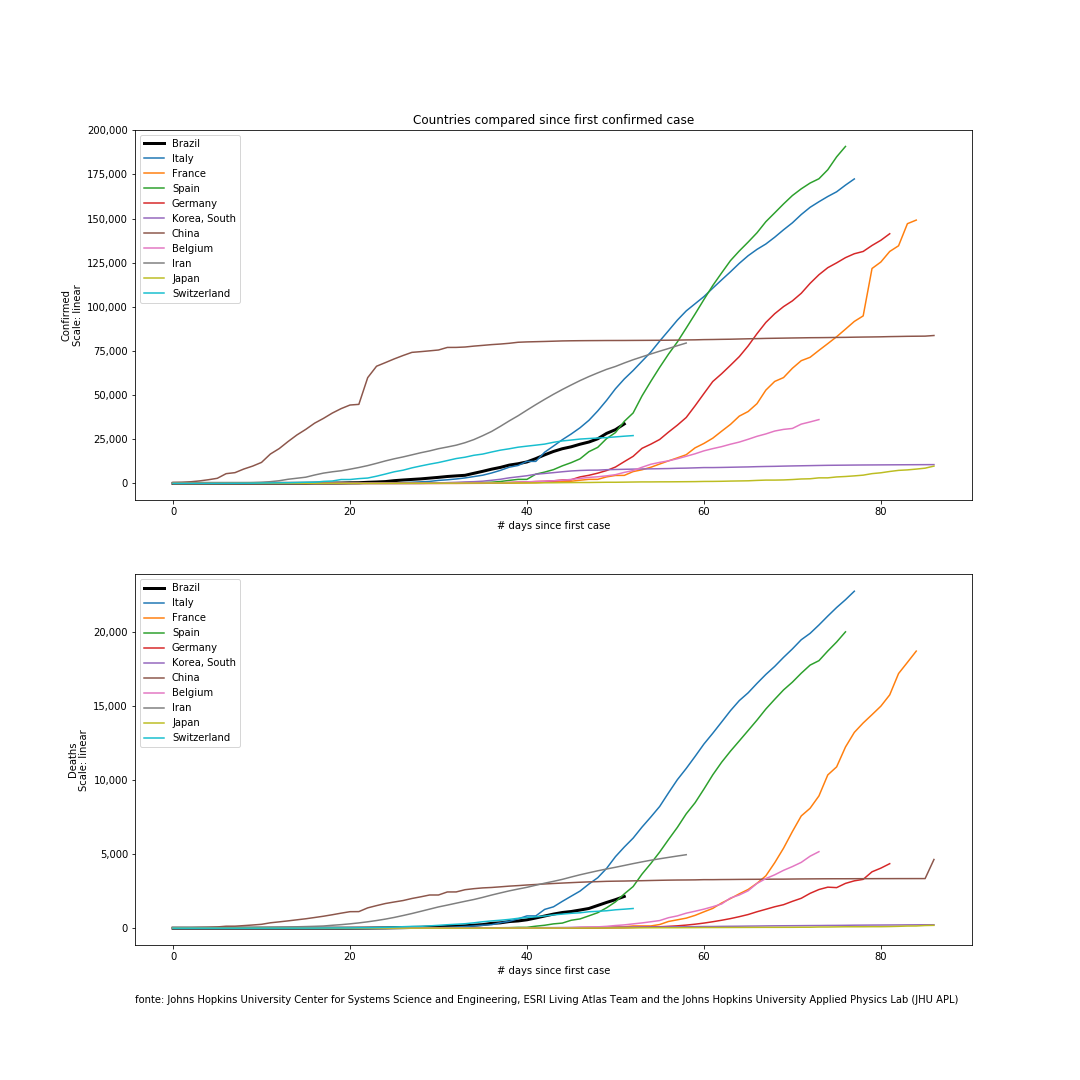 Countries compared since first confirmed case
200,000
175,000
150,000
125,000
100,000
75,000
50,000
25,000
0
Confirmed
Scale: linear
Brazil
Italy
France
Spain
Germany
Korea, South
China
Belgium
Iran
Japan
Switzerland
0 20 40 60 80
# days since first case
20,000
15,000
10,000
5,000
0
Deaths
Scale: linear
Brazil
Italy
France
Spain
Germany
Korea, South
China
Belgium
Iran
Japan
Switzerland
0 20 40 60 80
# days since first case
fonte: Johns Hopkins University Center for Systems Science and Engineering, ESRI Living Atlas Team and the Johns Hopkins University Applied Physics Lab (JHU APL)